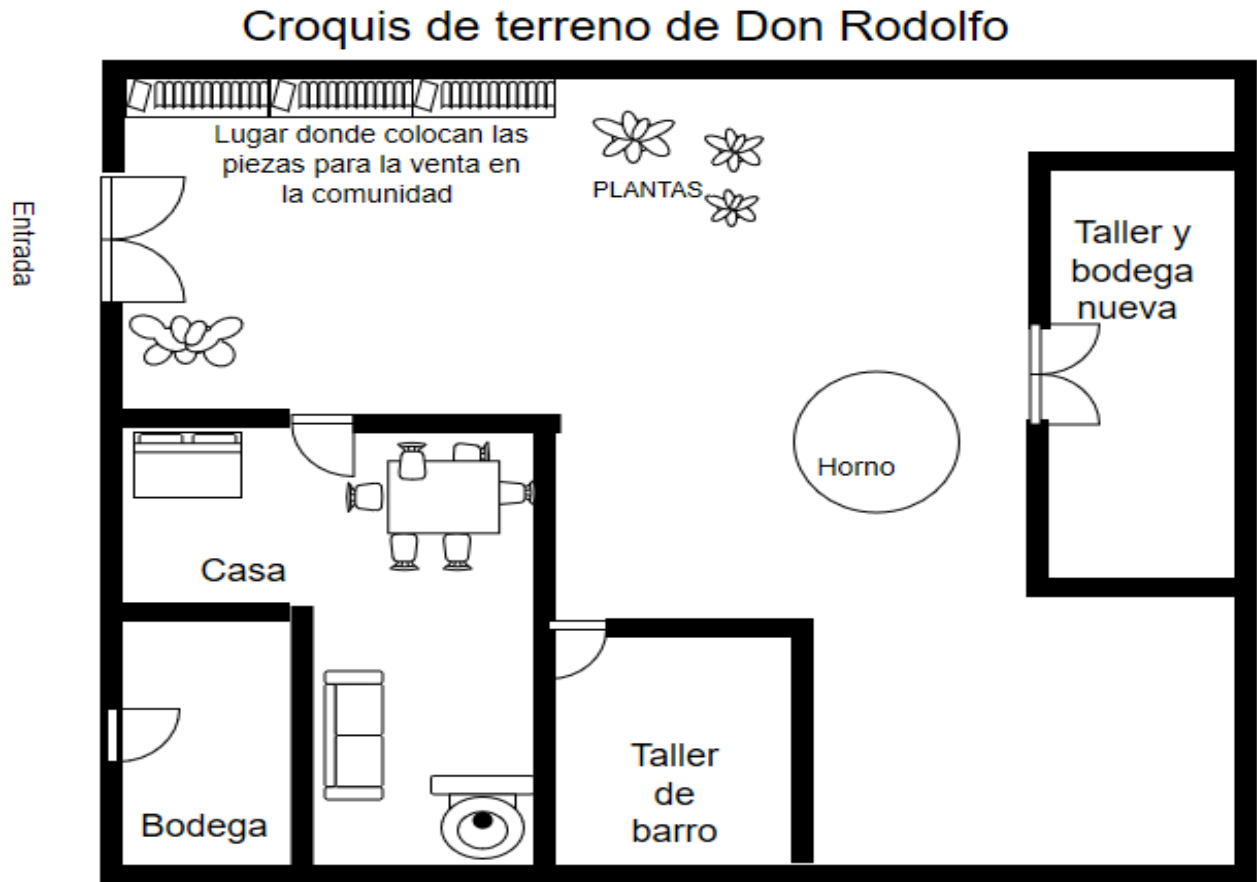 Croquis de terreno de Don Rodolfo
Lugar donde colocan las
piezas para la venta en
la comunidad
PLANTAS
Entrada
Taller y
bodega
nueva
Horno
Casa
Bodega
Taller
de
barro